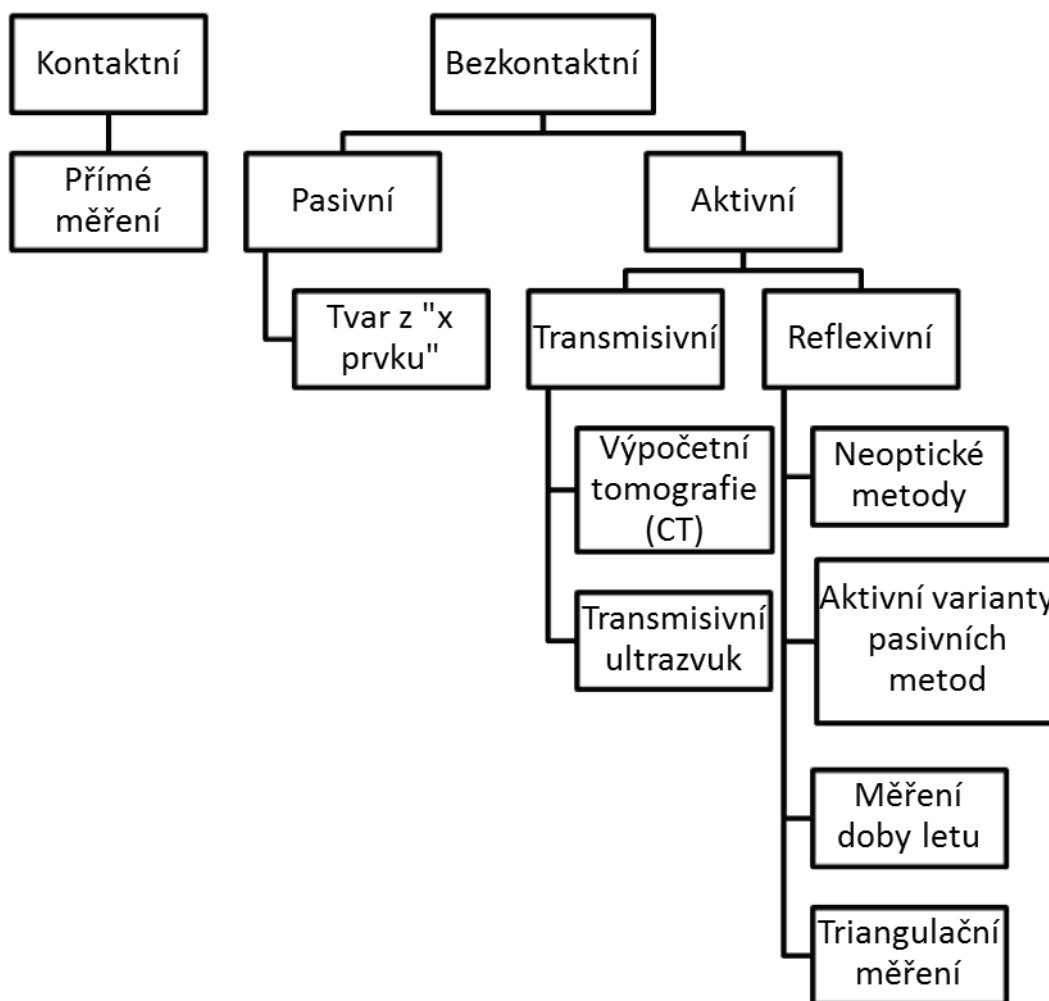 Kontaktní
Bezkontaktní
Přímé
měření
Pasivní
Aktivní
Tvar z "x
prvku"
Transmisivní
Reflexivní
Výpočetní
tomografie
(CT)
Neoptické
metody
Transmisivní
ultrazvuk
Aktivní varianty
pasivních
metod
Měření
doby letu
Triangulační
měření